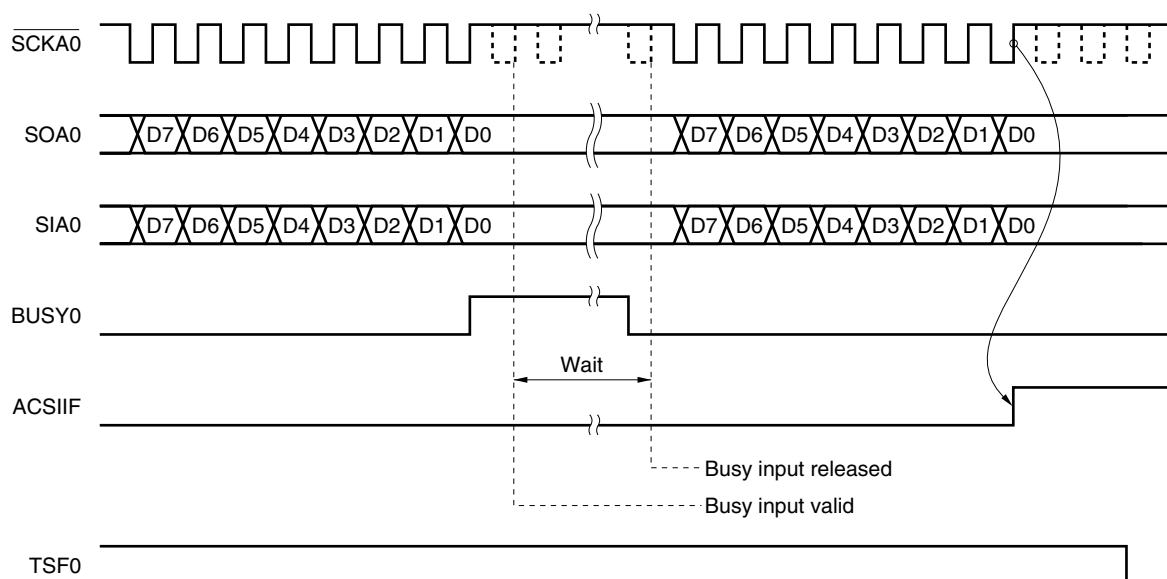 SCKA0
SOA0 D7 D6 D5 D4 D3 D2 D1 D0 D7 D6 D5 D4 D3 D2 D1 D0
SIA0 D7 D6 D5 D4 D3 D2 D1 D0 D7 D6 D5 D4 D3 D2 D1 D0
BUSY0
Wait
ACSIIF
Busy input released
Busy input valid
TSF0